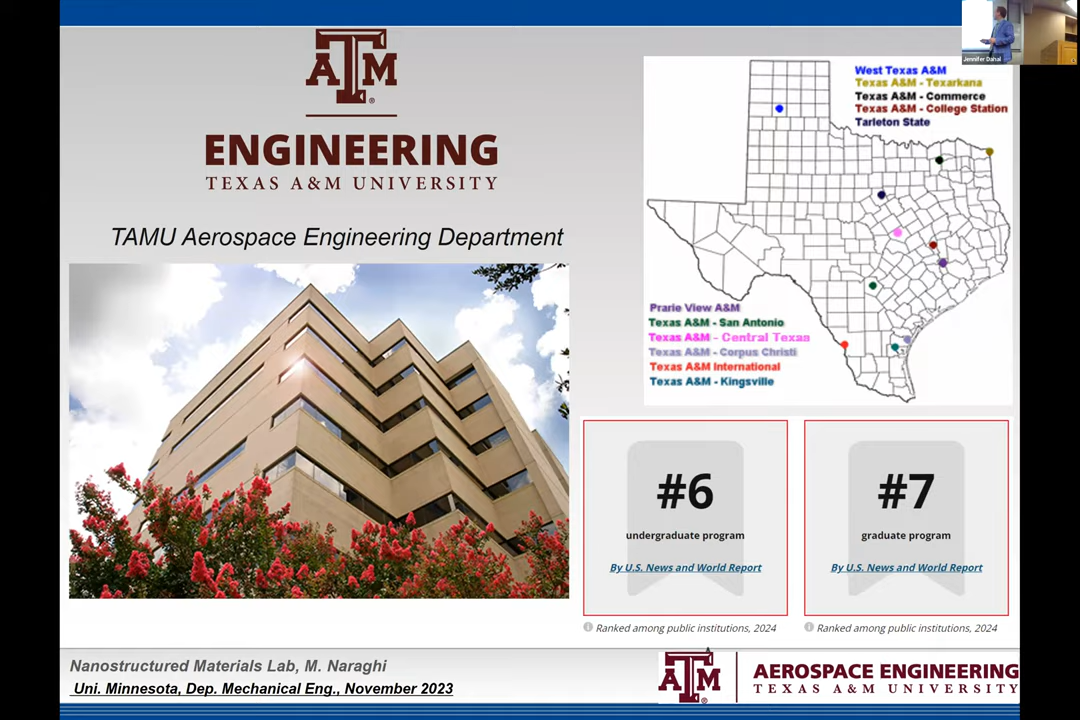 ĀTM
ENGINEERING
TEXAS A&M UNIVERSITY
TAMU Aerospace Engineering Department
Jennifer Dahal
West Texas A&M
Texas A&M - Texarkana
Texas A&M - Commerce
Texas A&M - College Station
Tarleton State
Prarie View A&M
Texas A&M - San Antonio
Texas A&M - Central Texas
Texas A&M - Corpus Christi
Texas A&M International
Texas A&M - Kingsville
#6
undergraduate program
By U.S. News and World Report
Ranked among public institutions, 2024
#7
graduate program
By U.S. News and World Report
Ranked among public institutions, 2024
Nanostructured Materials Lab, M. Naraghi
Uni. Minnesota, Dep. Mechanical Eng., November 2023
ATM
AEROSPACE ENGINEERING
TEXAS A&M UNIVERSITY